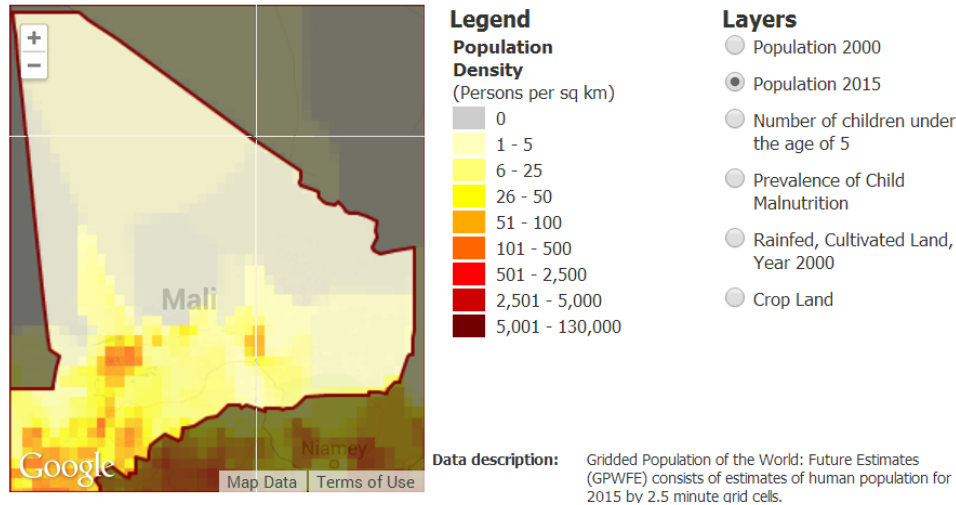 +
−
Mali
Niamey
Google
Map Data
Terms of Use
Legend
Population
Density
(Persons per sq km)
0
1 - 5
6 - 25
26 - 50
51 - 100
101 - 500
501 - 2,500
2,501 - 5,000
5,001 - 130,000
Layers
Population 2000
Population 2015
Number of children under
the age of 5
Prevalence of Child
Malnutrition
Rainfed, Cultivated Land,
Year 2000
Crop Land
Data description:
Gridded Population of the World: Future Estimates
(GPWFE) consists of estimates of human population for
2015 by 2.5 minute grid cells.